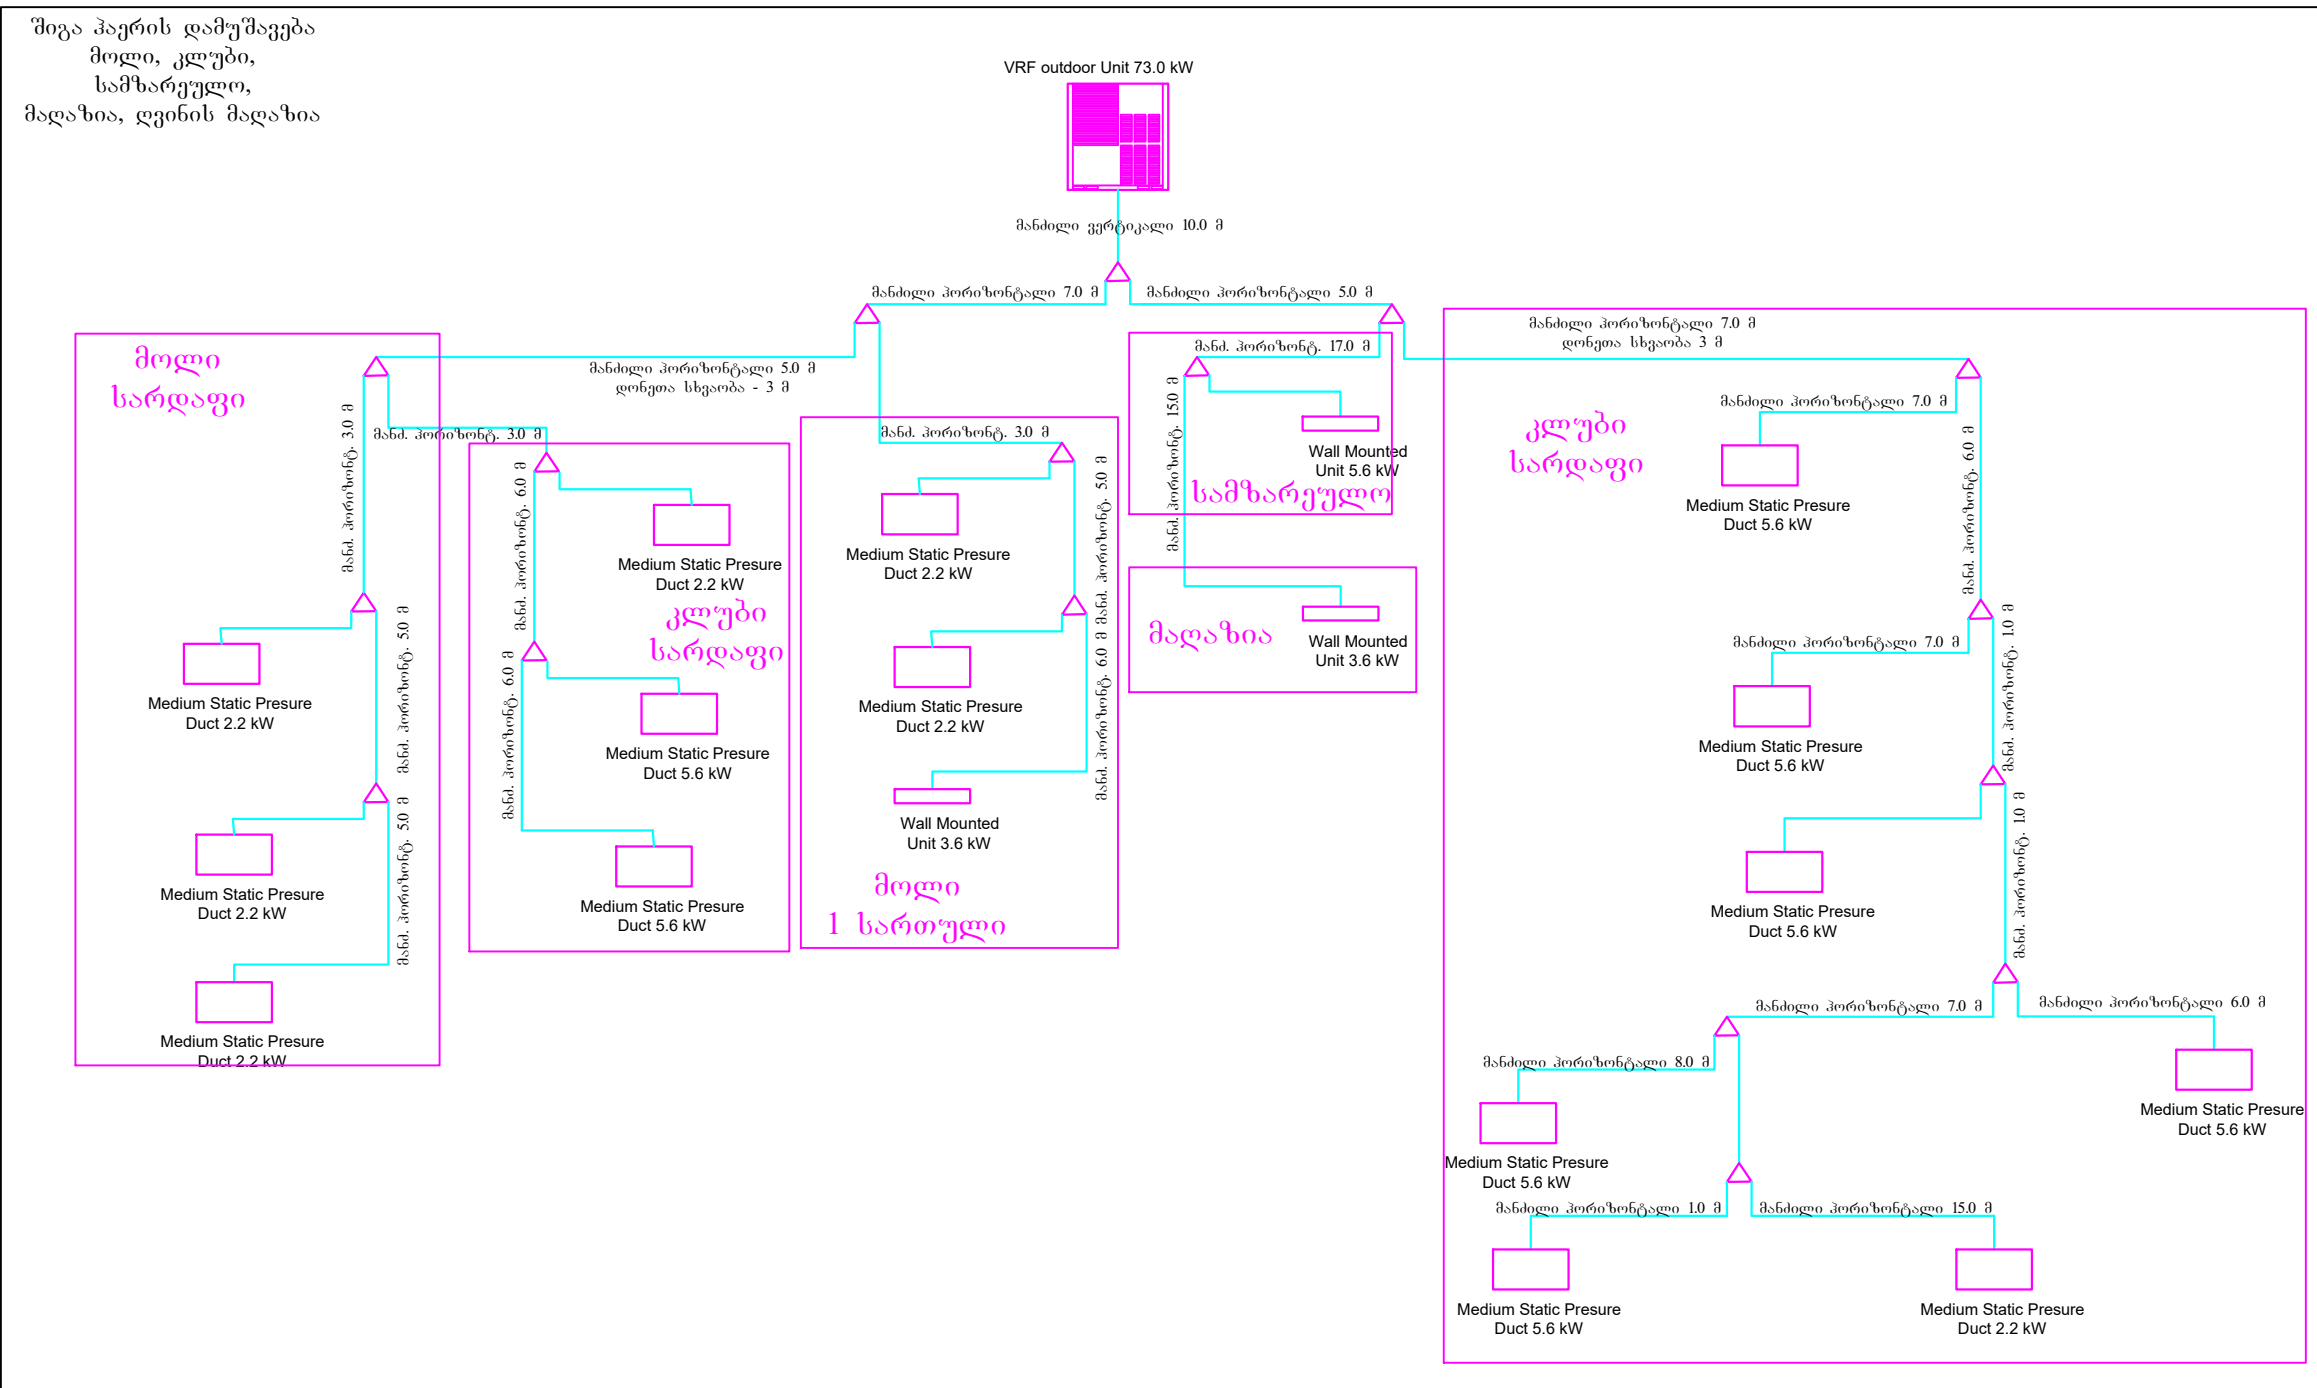 შიგა ჰაერის დამუშავება
მოლი, კლუბი,
სამზარეულო,
მაღაზია, ღვინის მაღაზია
VRF outdoor Unit 73.0 kW
მანძილი ვერტიკალი 10.0 მ
მანძილი ჰორიზონტალი 7.0 მ
მანძილი ჰორიზონტალი 5.0 მ
მოლი
სარდაფი
მანძ. ჰორიზონტ. 3.0 მ
მანძ. ჰორიზონტ. 5.0 მ
მანძ. ჰორიზონტ. 5.0 მ
Medium Static Presure
Duct 2.2 kW
Medium Static Presure
Duct 2.2 kW
Medium Static Presure
Duct 2.2 kW
მანძილი ჰორიზონტალი 5.0 მ
დონეთა სხვაობა - 3 მ
მანძ. ჰორიზონტ. 3.0 მ
მანძ. ჰორიზონტ. 6.0 მ
მანძ. ჰორიზონტ. 6.0 მ
Medium Static Presure
Duct 2.2 kW
კლუბი
სარდაფი
Medium Static Presure
Duct 5.6 kW
Medium Static Presure
Duct 5.6 kW
მანძ. ჰორიზონტ. 3.0 მ
მანძ. ჰორიზონტ. 5.0 მ
მანძ. ჰორიზონტ. 6.0 მ
Medium Static Presure
Duct 2.2 kW
Medium Static Presure
Duct 2.2 kW
Wall Mounted
Unit 3.6 kW
მოლი
1 სართული
მანძ. ჰორიზონტ. 17.0 მ
მანძ. ჰორიზონტ. 15.0 მ
Wall Mounted
Unit 5.6 kW
სამზარეულო
მაღაზია
Wall Mounted
Unit 3.6 kW
მანძილი ჰორიზონტალი 7.0 მ
დონეთა სხვაობა 3 მ
კლუბი
სარდაფი
მანძილი ჰორიზონტალი 7.0 მ
მანძ. ჰორიზონტ. 6.0 მ
Medium Static Presure
Duct 5.6 kW
მანძილი ჰორიზონტალი 7.0 მ
მანძ. ჰორიზონტ. 1.0 მ
Medium Static Presure
Duct 5.6 kW
მანძ. ჰორიზონტ. 1.0 მ
Medium Static Presure
Duct 5.6 kW
მანძილი ჰორიზონტალი 7.0 მ
მანძილი ჰორიზონტალი 6.0 მ
მანძილი ჰორიზონტალი 8.0 მ
Medium Static Presure
Duct 5.6 kW
Medium Static Presure
Duct 5.6 kW
მანძილი ჰორიზონტალი 1.0 მ
მანძილი ჰორიზონტალი 15.0 მ
Medium Static Presure
Duct 5.6 kW
Medium Static Presure
Duct 2.2 kW